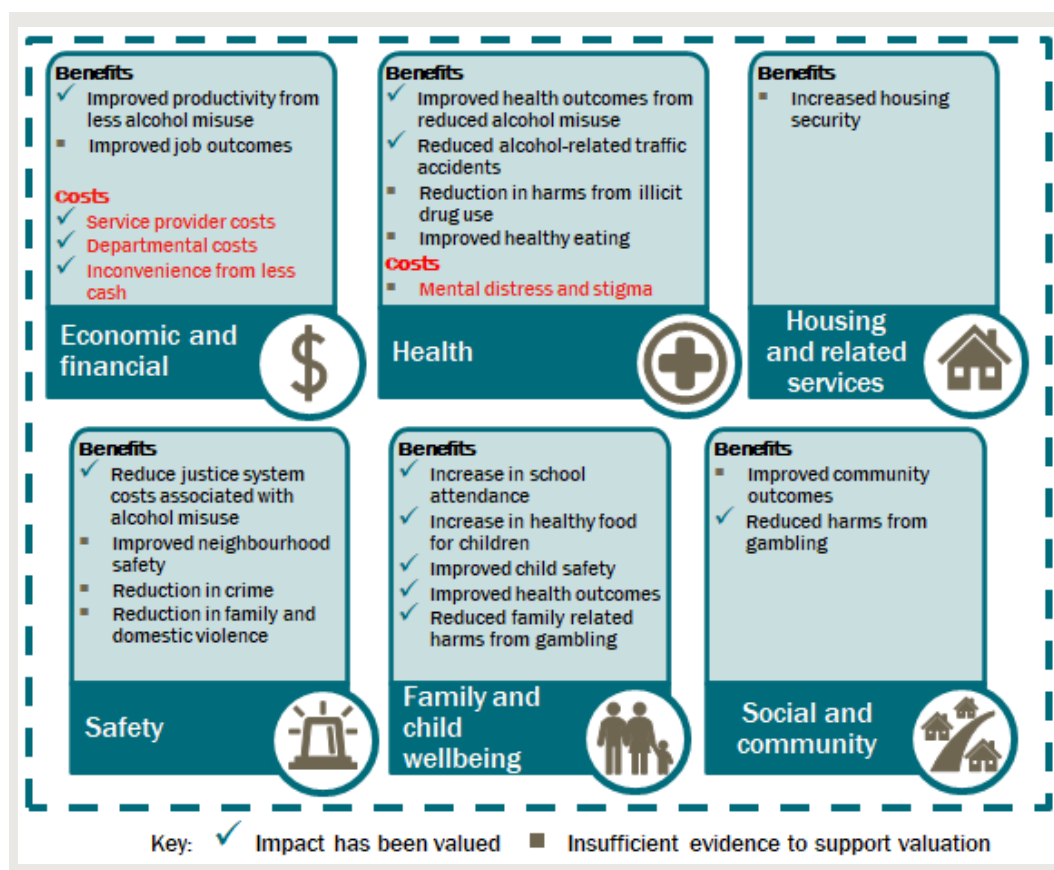 Benefits
✓ Improved productivity from
less alcohol misuse
▪ Improved job outcomes
Costs
✓ Service provider costs
✓ Departmental costs
✓ Inconvenience from less
cash
Economic and
financial
$
Benefits
✓ Improved health outcomes from
reduced alcohol misuse
✓ Reduced alcohol-related traffic
accidents
▪ Reduction in harms from illicit
drug use
▪ Improved healthy eating
Costs
▪ Mental distress and stigma
Health
Benefits
▪ Increased housing
security
Housing
and related
services
Benefits
✓ Reduce justice system
costs associated with
alcohol misuse
▪ Improved neighbourhood
safety
▪ Reduction in crime
▪ Reduction in family and
domestic violence
Safety
Benefits
✓ Increase in school
attendance
✓ Increase in healthy food
for children
✓ Improved child safety
✓ Improved health outcomes
✓ Reduced family related
harms from gambling
Family and
child
wellbeing
Benefits
▪ Improved community
outcomes
✓ Reduced harms from
gambling
Social and
community
Key: ✓ Impact has been valued ▪ Insufficient evidence to support valuation